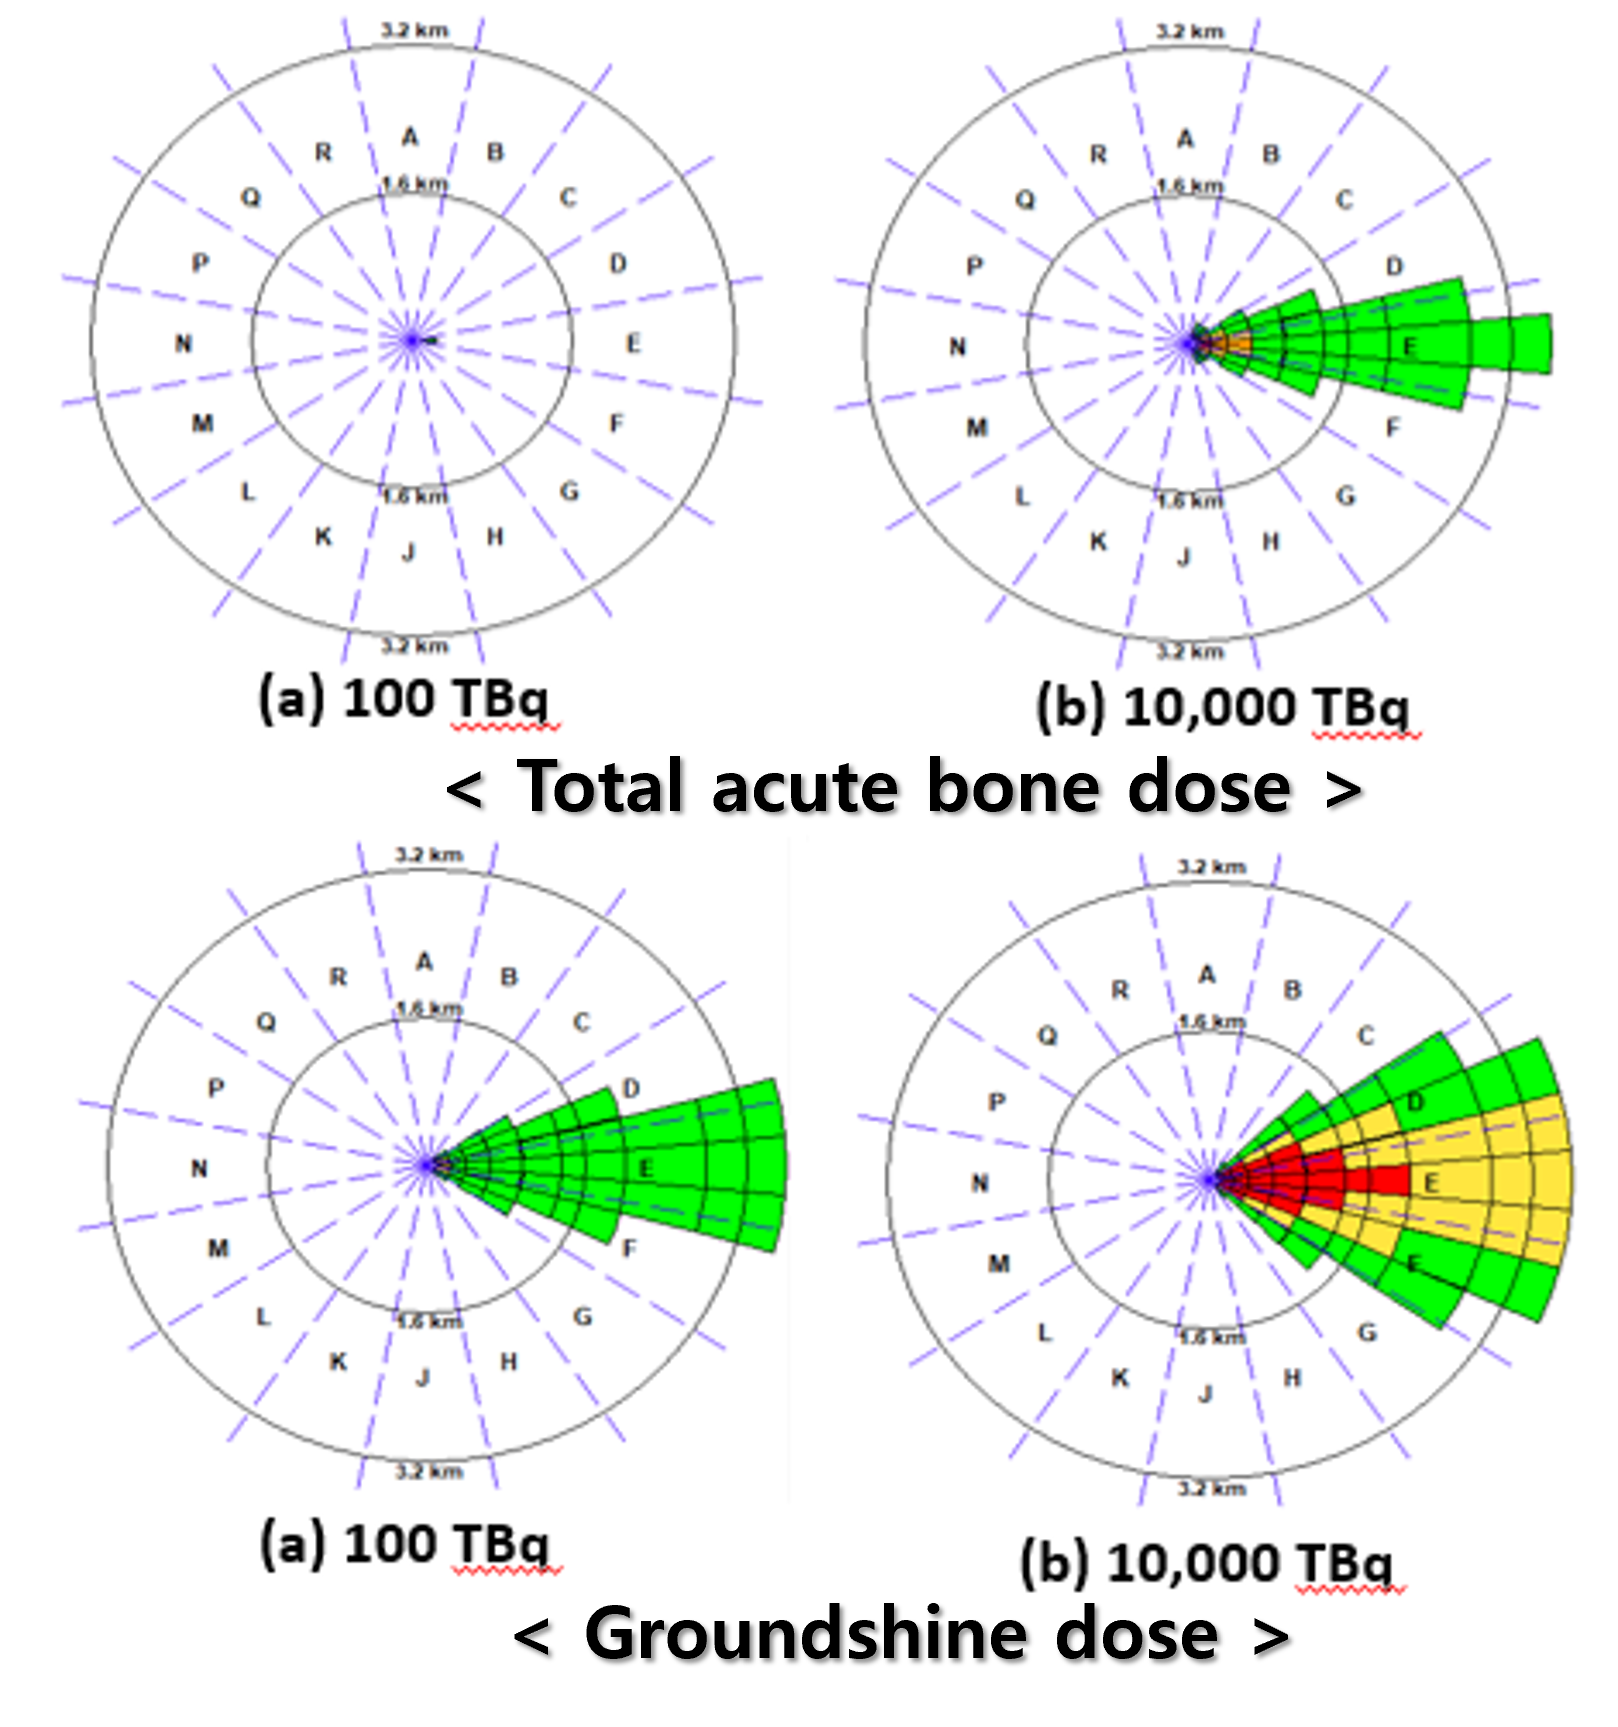 3.2 km
A
R
B
1.6 km
Q
C
P
D
N
E
M
F
L
G
1.6 km
K
H
J
3.2 km
(a) 100 TBq
3.2 km
A
R
B
1.6 km
Q
C
P
D
N
E
M
F
L
G
1.6 km
K
H
J
3.2 km
(b) 10,000 TBq
< Total acute bone dose >
3.2 km
A
R
B
1.6 km
Q
C
P
D
N
E
M
F
L
G
1.6 km
K
H
J
3.2 km
(a) 100 TBq
3.2 km
A
R
B
1.6 km
Q
C
P
D
N
E
M
F
L
G
1.6 km
K
H
J
3.2 km
(b) 10,000 TBq
< Groundshine dose >